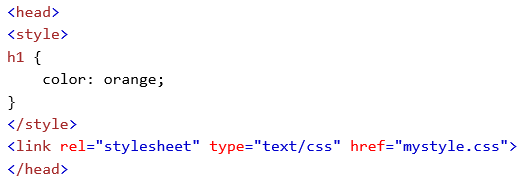 <head>
<style>
h1 {
    color: orange;
}
</style>
<link rel="stylesheet" type="text/css" href="mystyle.css">
</head>